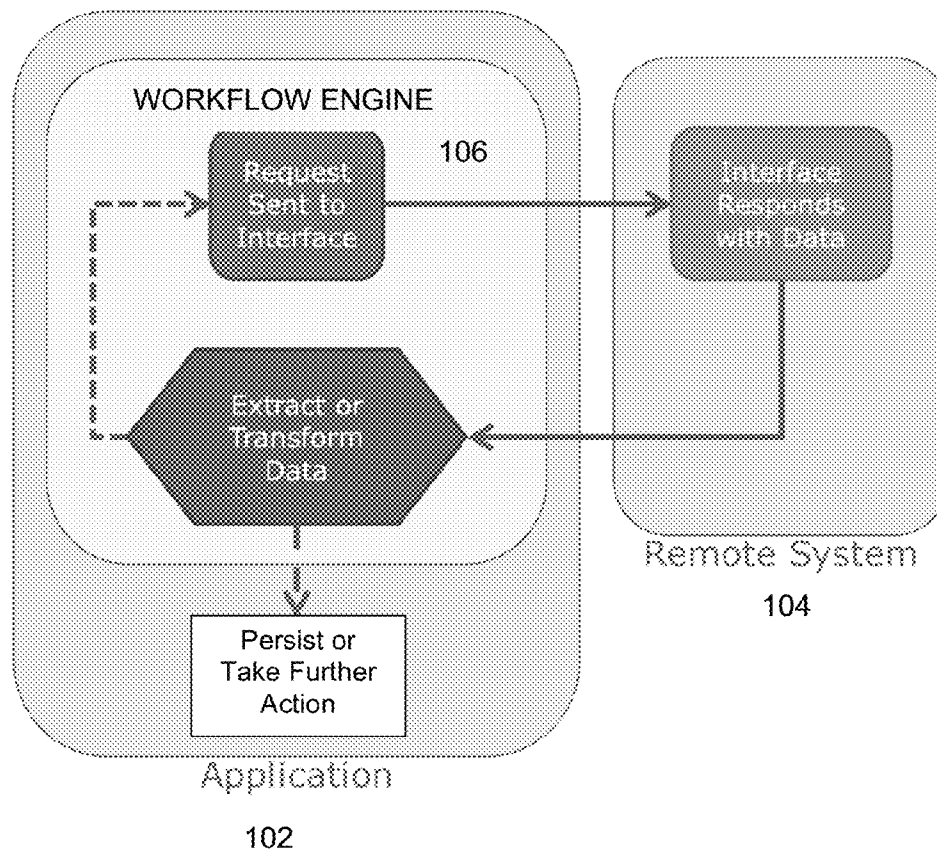 WORKFLOW ENGINE
106
Request
Sent to
Interface
Interface
Responds
with Data
Extract or
Transform
Data
Remote System
104
Persist or
Take Further
Action
Application
102